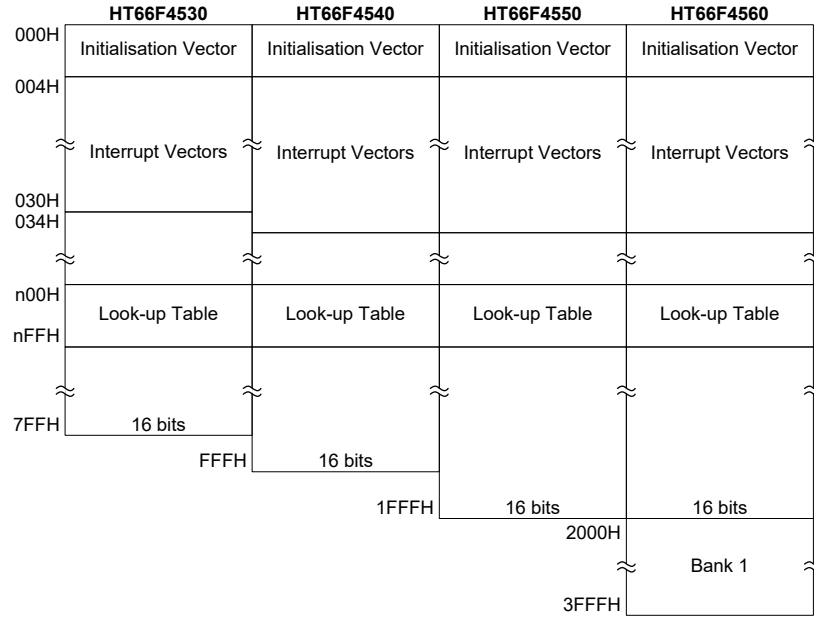 HT66F4530 HT66F4540 HT66F4550 HT66F4560
000H
Initialisation Vector Initialisation Vector Initialisation Vector Initialisation Vector
004H
Interrupt Vectors Interrupt Vectors Interrupt Vectors Interrupt Vectors
030H
034H
n00H
Look-up Table Look-up Table Look-up Table Look-up Table
nFFH
7FFH 16 bits
FFFH 16 bits
1FFFH 16 bits 16 bits
2000H
Bank 1
3FFFH